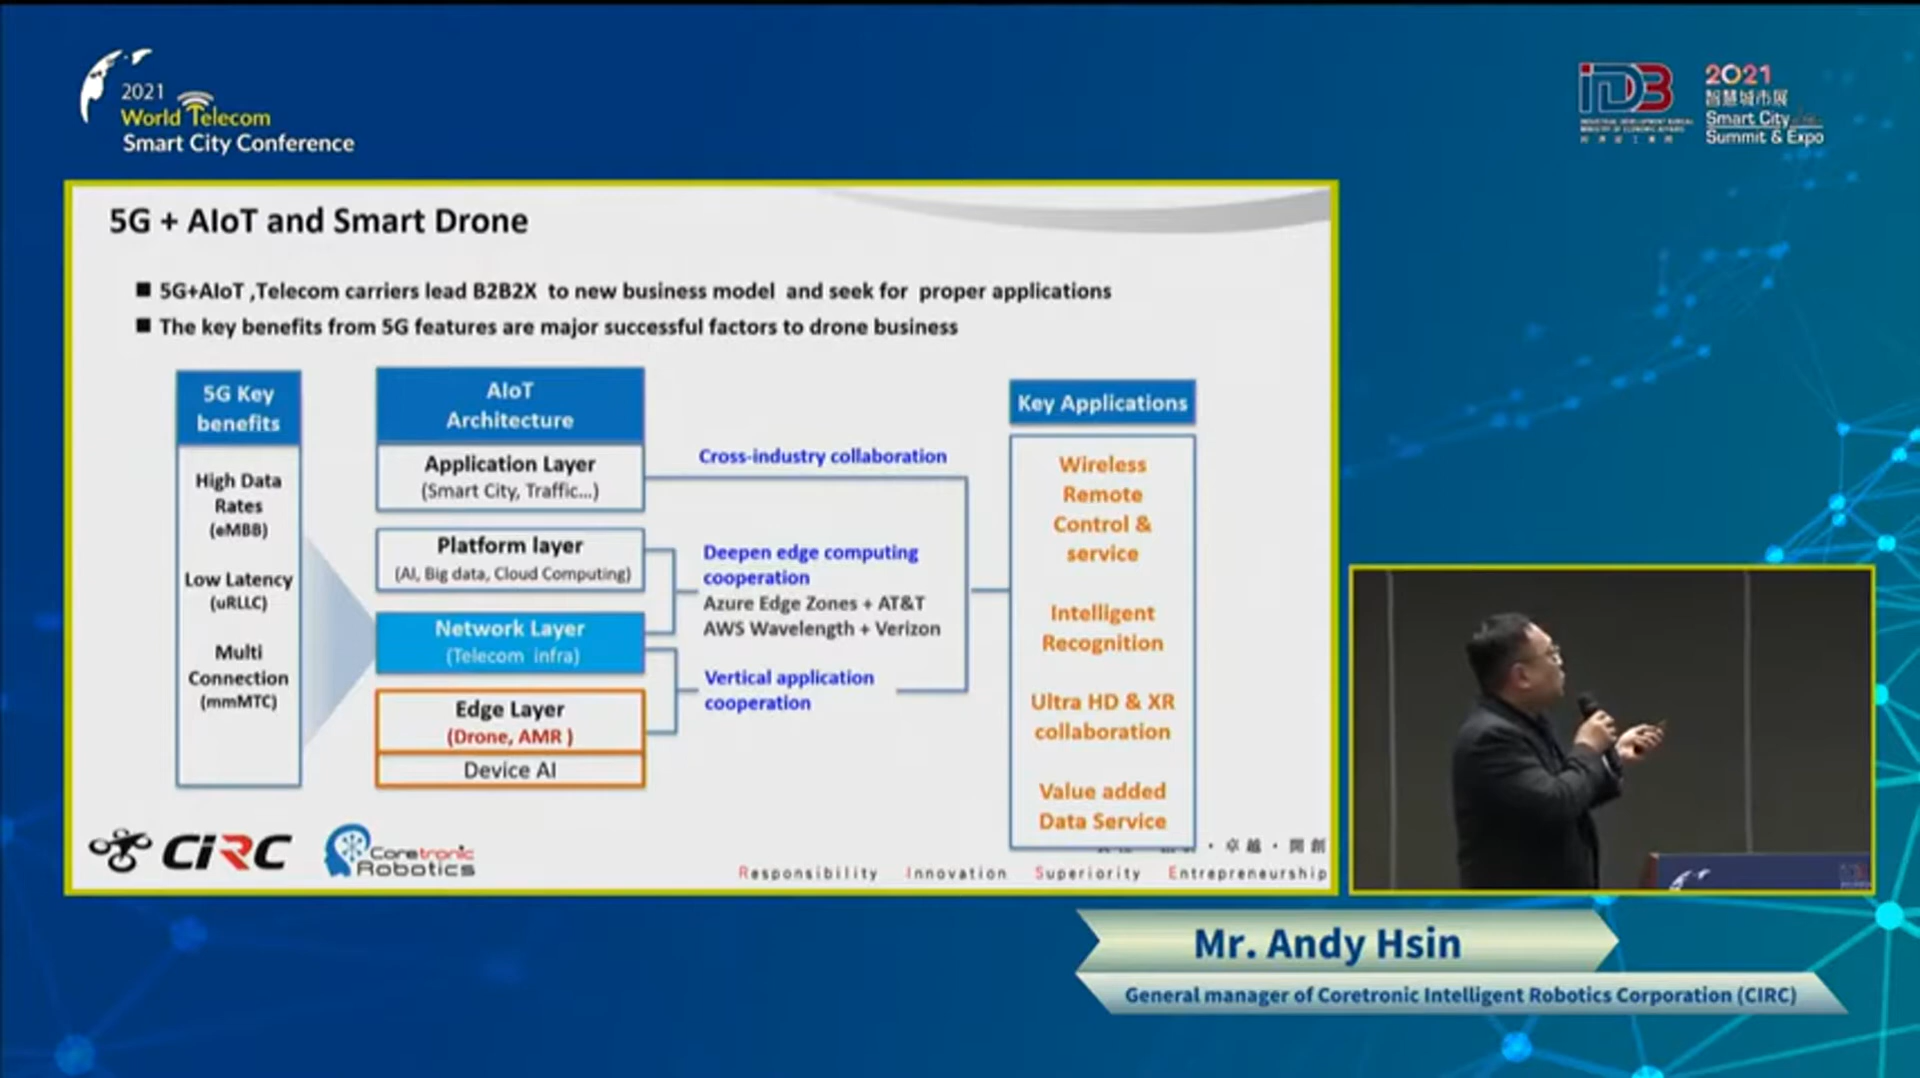 2021
World Telecom
Smart City Conference
iDB
INDUSTRIAL DEVELOPMENT BUREAU
MINISTRY OF ECONOMIC AFFAIRS
2021
智慧城市展
Smart City
Summit & Expo
5G + AIoT and Smart Drone
■ 5G+AIoT ,Telecom carriers lead B2B2X to new business model and seek for proper applications
■ The key benefits from 5G features are major successful factors to drone business
5G Key
benefits
High Data
Rates
(eMBB)
Low Latency
(uRLLC)
Multi
Connection
(mmMTC)
AIoT
Architecture
Application Layer
(Smart City, Traffic...)
Platform layer
(AI, Big data, Cloud Computing)
Network Layer
(Telecom infra)
Edge Layer
(Drone, AMR )
Device AI
Cross-industry collaboration
Deepen edge computing
cooperation
Azure Edge Zones + AT&T
AWS Wavelength + Verizon
Vertical application
cooperation
Key Applications
Wireless
Remote
Control &
service
Intelligent
Recognition
Ultra HD & XR
collaboration
Value added
Data Service
CIRC
Coretronic
Robotics
・卓越・開創
Responsibility Innovation Superiority Entrepreneurship
Mr. Andy Hsin
General manager of Coretronic Intelligent Robotics Corporation (CIRC)